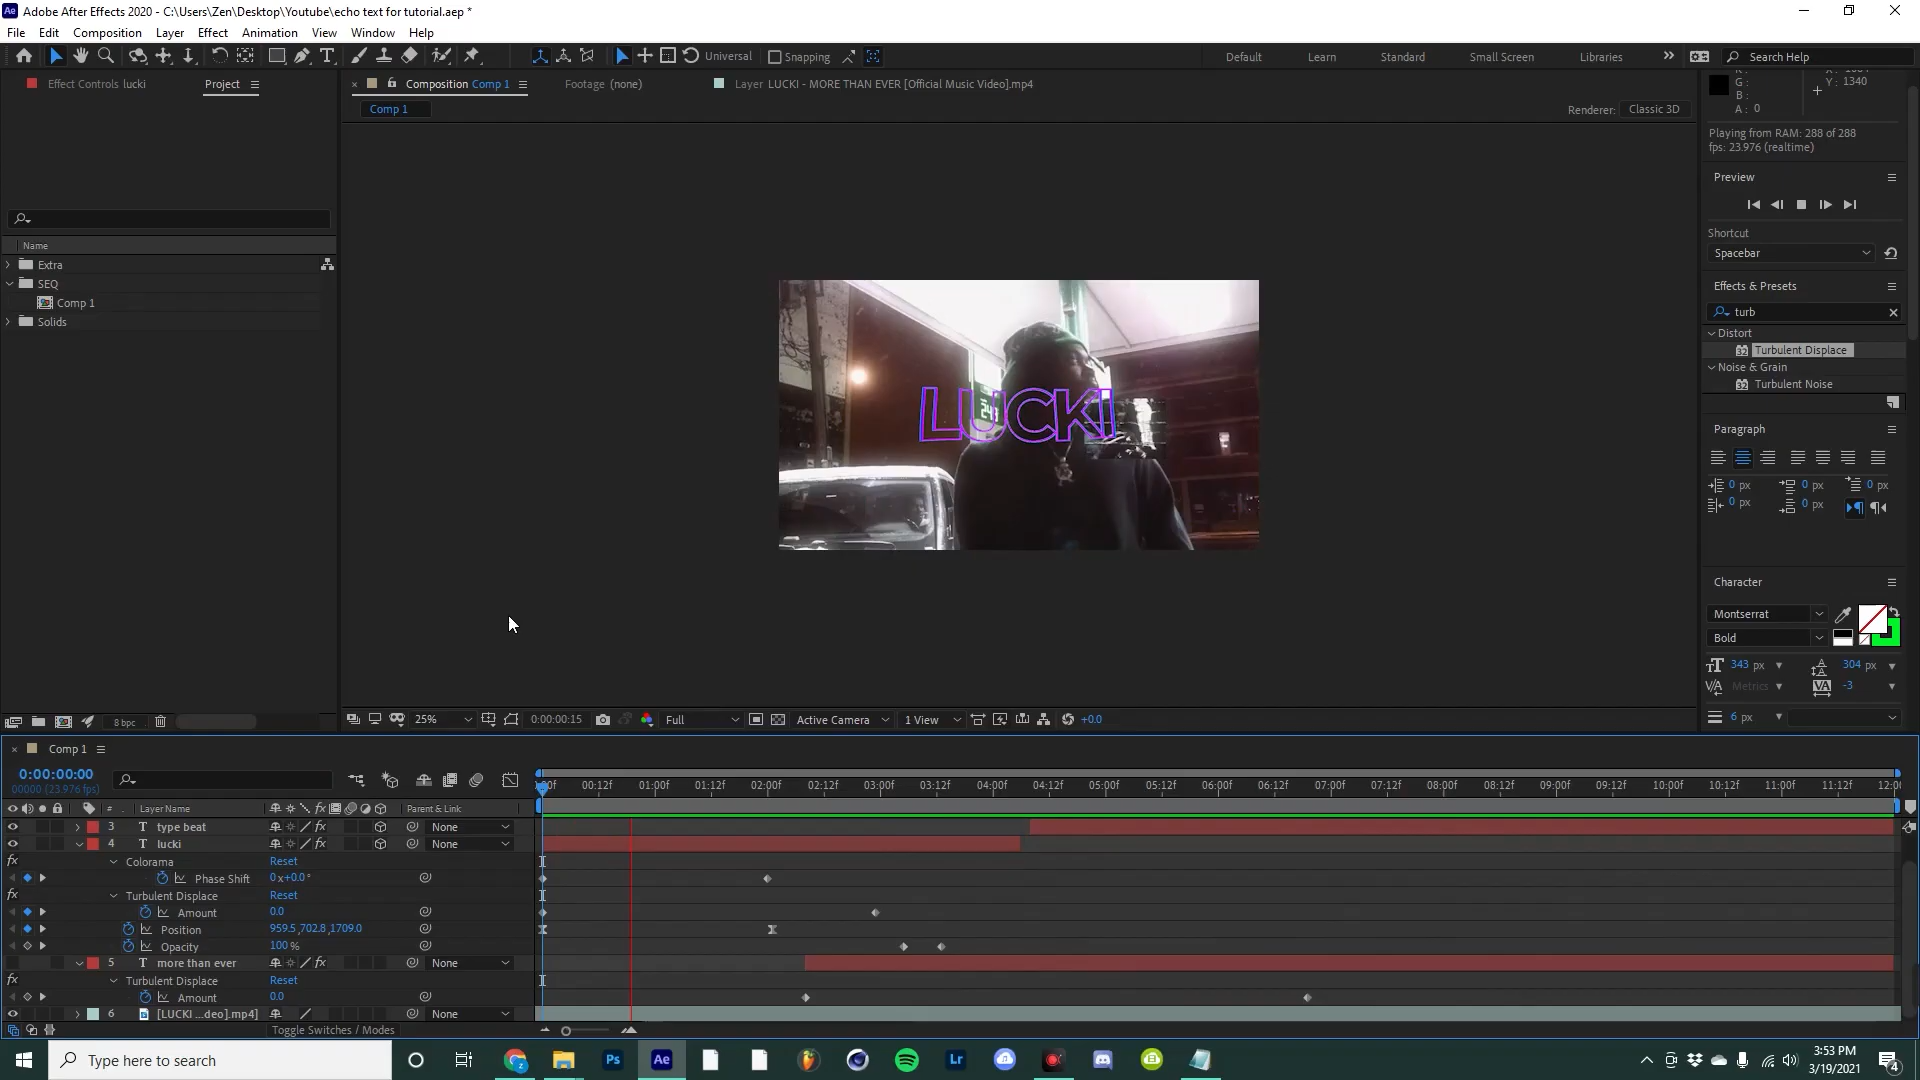 Adobe After Effects 2020 - C:\Users\Zen\Desktop\Youtube\echo text for tutorial.aep *
File Edit Composition Layer Effect Animation View Window Help
Universal Snapping Default Learn Standard Small Screen Libraries Search Help
Effect Controls lucki Project
Composition Comp 1 Footage (none) Layer LUCKI - MORE THAN EVER [Official Music Video].mp4
Comp 1 Renderer: Classic 3D
G:
B:
A: 0
Y: 1340
Playing from RAM: 288 of 288
fps: 23.976 (realtime)
Preview
Shortcut
Spacebar
Effects & Presets
turb
Distort
Turbulent Displace
Noise & Grain
Turbulent Noise
Paragraph
0 px 0 px 0 px
0 px 0 px
Character
Montserrat
Bold
343 px 304 px
Metrics -3
6 px
Name
Extra
SEQ
Comp 1
Solids
LUCKI
8 bpc
25% 0:00:00:15 Full Active Camera 1 View +0.0
Comp 1
0:00:00:00
00000 (23.976 fps)
00:12f 01:00f 01:12f 02:00f 02:12f 03:00f 03:12f 04:00f 04:12f 05:00f 05:12f 06:00f 06:12f 07:00f 07:12f 08:00f 08:12f 09:00f 09:12f 10:00f 10:12f 11:00f 11:12f
# Layer Name Parent & Link
3 T type beat None
4 T lucki None
Colorama Reset
Phase Shift 0x+0.0°
Turbulent Displace Reset
Amount 0.0
Position 959.5,702.8,1709.0
Opacity 100 %
5 T more than ever None
Turbulent Displace Reset
Amount 0.0
6 [LUCKI ...deo].mp4] None
Toggle Switches / Modes
Type here to search
Ps Ae Lr
3:53 PM
3/19/2021
4